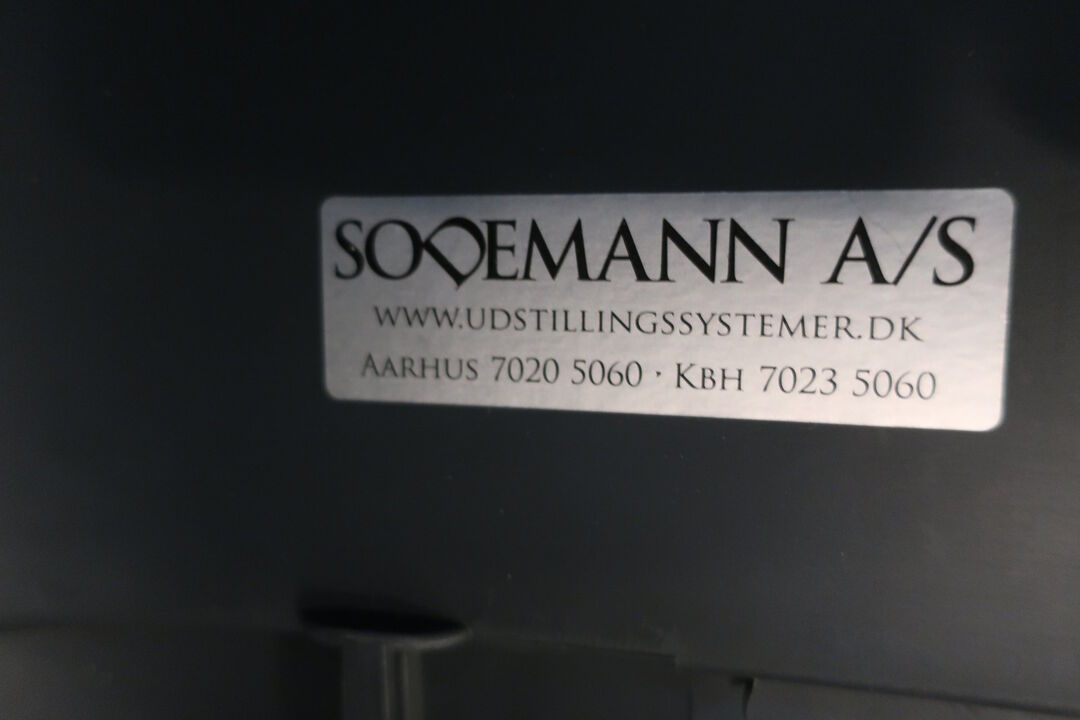 SODEMANN A/S
WWW.UDSTILLINGSSYSTEMER.DK
AARHUS 7020 5060 · KBH 7023 5060